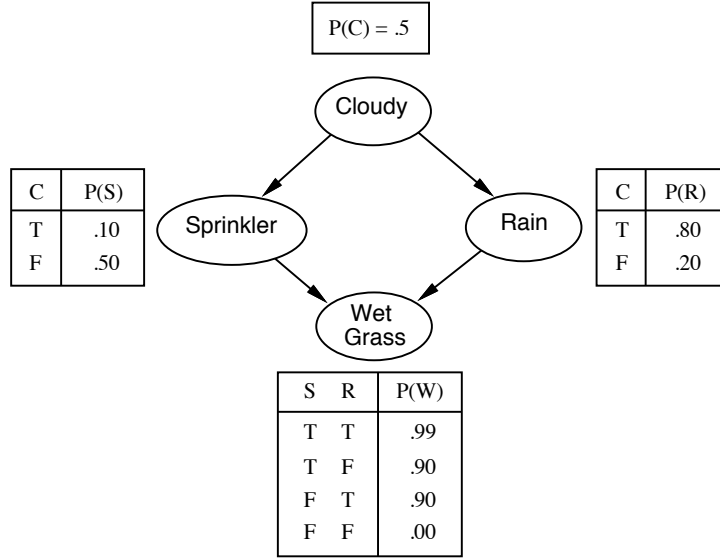 P(C) = .5
Cloudy
C P(S)
T .10
F .50
Sprinkler
Rain
C P(R)
T .80
F .20
Wet
Grass
S R P(W)
T T .99
T F .90
F T .90
F F .00